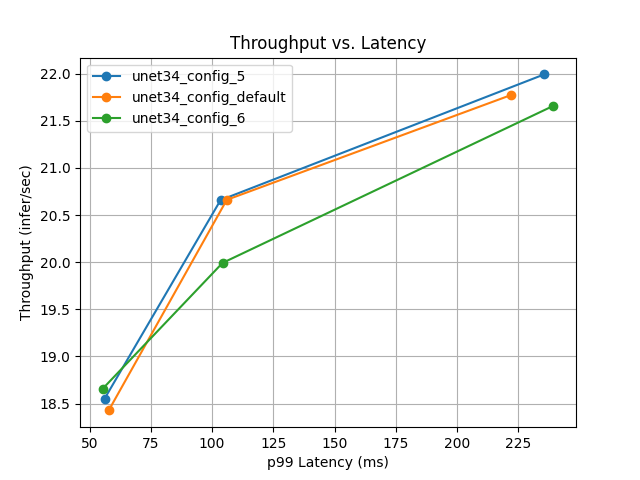 Throughput vs. Latency
unet34_config_5
unet34_config_default
unet34_config_6
Throughput (infer/sec)
22.0
21.5
21.0
20.5
20.0
19.5
19.0
18.5
50 75 100 125 150 175 200 225
p99 Latency (ms)